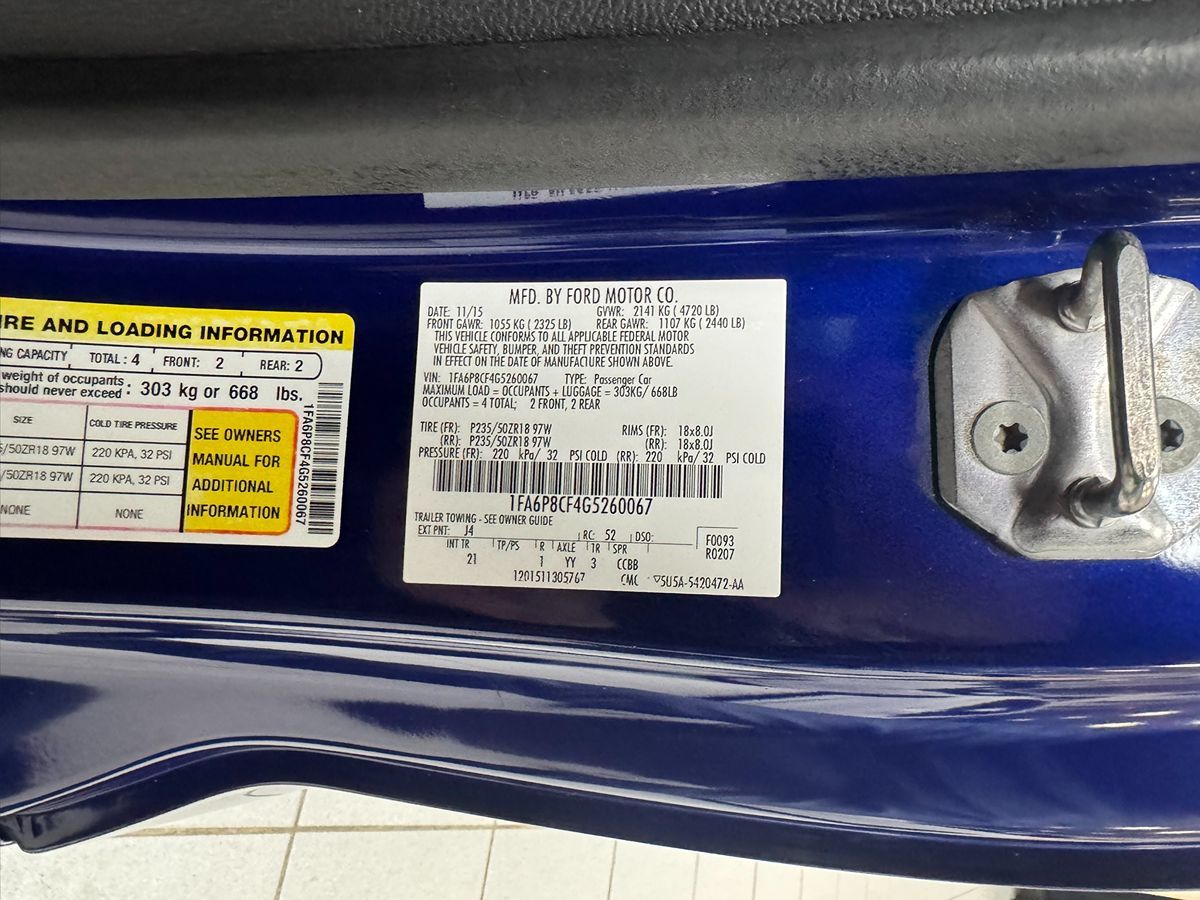 IRE AND LOADING INFORMATION
NG CAPACITY TOTAL: 4 FRONT: 2 REAR: 2
weight of occupants
should never exceed : 303 kg or 668 lbs.
SIZE COLD TIRE PRESSURE
/50ZR18 97W 220 KPA, 32 PSI
/50ZR18 97W 220 KPA, 32 PSI
NONE NONE
SEE OWNERS
MANUAL FOR
ADDITIONAL
INFORMATION
1FA6P8CF4G5260067
MFD. BY FORD MOTOR CO.
DATE: 11/15 GVWR: 2141 KG ( 4720 LB)
FRONT GAWR: 1055 KG ( 2325 LB) REAR GAWR: 1107 KG ( 2440 LB)
THIS VEHICLE CONFORMS TO ALL APPLICABLE FEDERAL MOTOR
VEHICLE SAFETY, BUMPER, AND THEFT PREVENTION STANDARDS
IN EFFECT ON THE DATE OF MANUFACTURE SHOWN ABOVE.
VIN: 1FA6P8CF4G5260067 TYPE: Passenger Car
MAXIMUM LOAD = OCCUPANTS + LUGGAGE = 303KG/ 668LB
OCCUPANTS = 4 TOTAL; 2 FRONT, 2 REAR
TIRE (FR): P235/50ZR18 97W RIMS (FR): 18x8.0J
(RR): P235/50ZR18 97W (RR): 18x8.0J
PRESSURE (FR): 220 kPa/ 32 PSI COLD (RR): 220 kPa/ 32 PSI COLD
1FA6P8CF4G5260067
TRAILER TOWING - SEE OWNER GUIDE
EXT PNT: J4 RC: 52 DSO: F0093
R0207
INT TR TP/PS R AXLE TR SPR
21 1 YY 3 CCBB
1201511305767 CMC ▽5U5A-5420472-AA